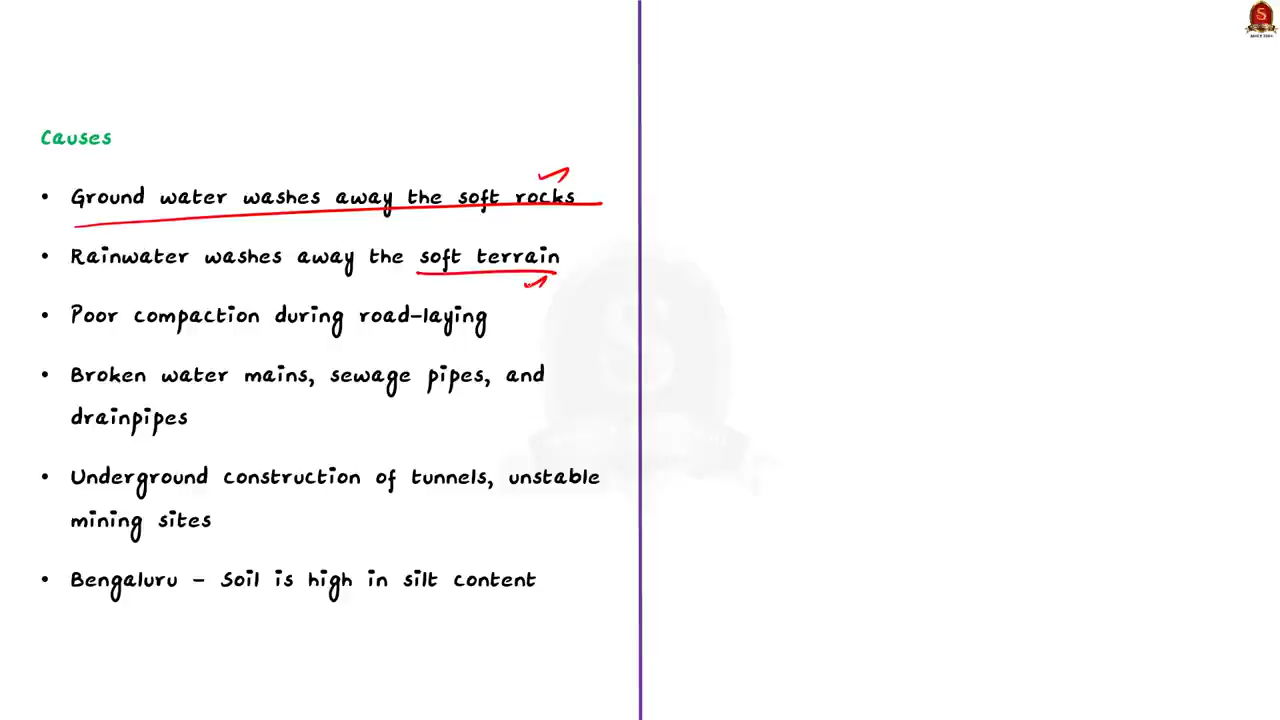 Causes
• Ground water washes away the soft rocks
• Rainwater washes away the soft terrain
• Poor compaction during road-laying
• Broken water mains, sewage pipes, and
drainpipes
• Underground construction of tunnels, unstable
mining sites
• Bengaluru - Soil is high in silt content
S
SINCE 2004